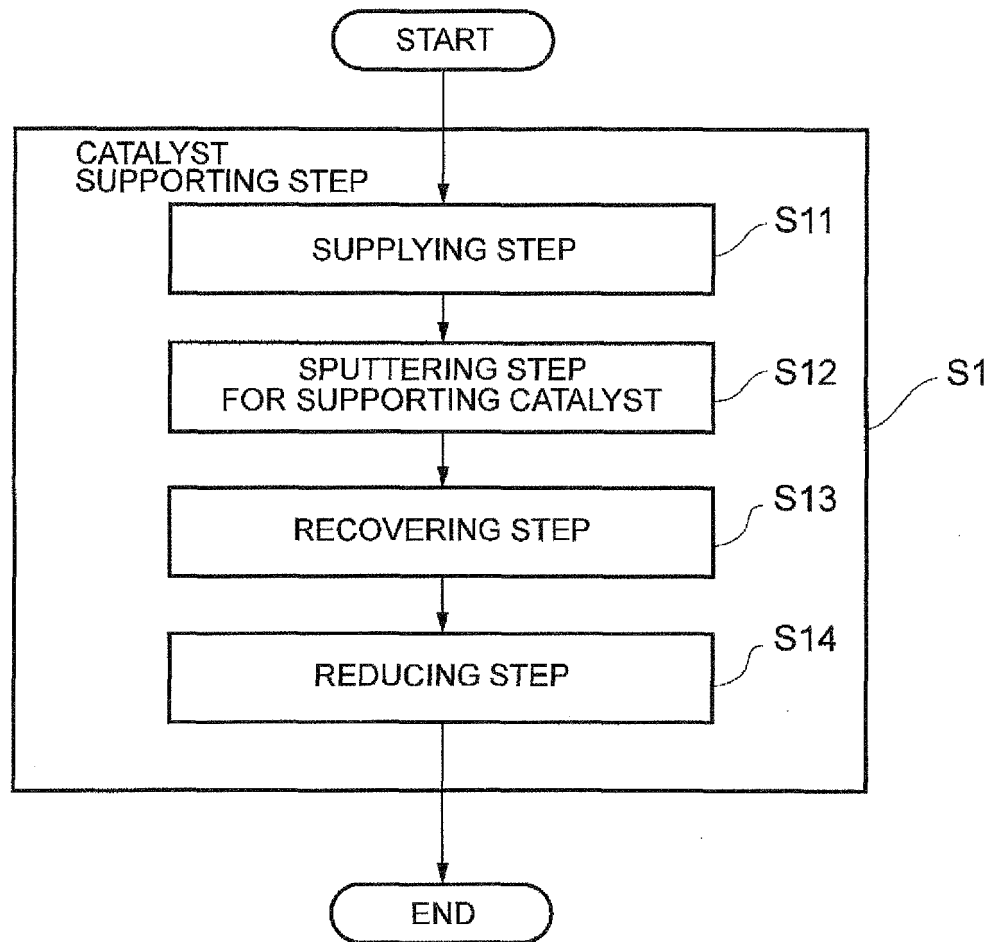 START
CATALYST
SUPPORTING STEP
SUPPLYING STEP
S11
SPUTTERING STEP
FOR SUPPORTING CATALYST
S12
S1
RECOVERING STEP
S13
REDUCING STEP
S14
END